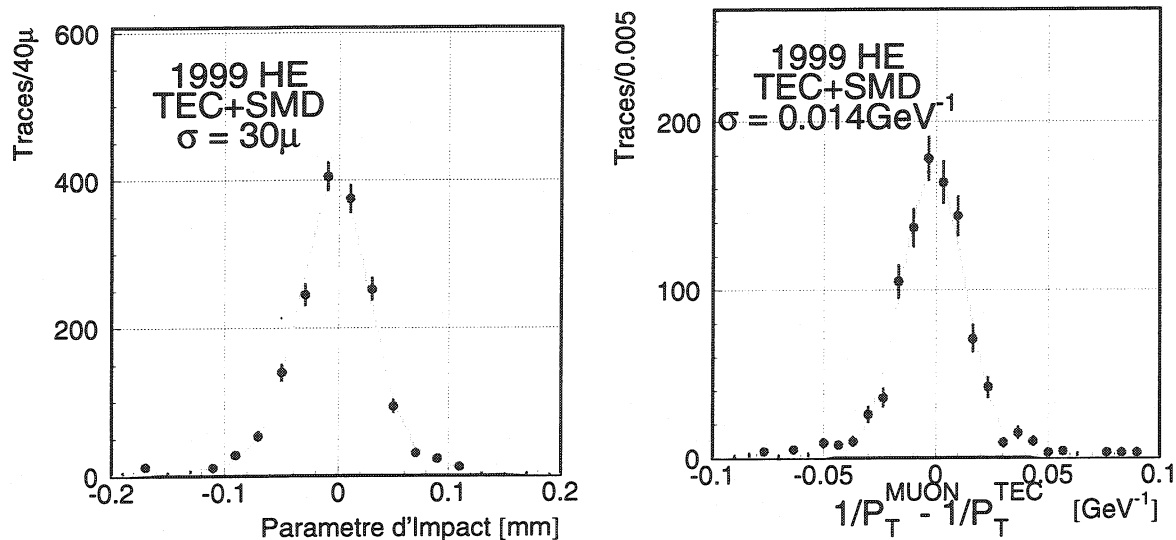 Traces/40µ
600
400
200
0
1999 HE
TEC+SMD
σ = 30µ
-0.2 -0.1 0 0.1 0.2
Parametre d'Impact [mm]
Traces/0.005
200
100
0
1999 HE
TEC+SMD
σ = 0.014GeV⁻¹
-0.1 -0.05 0 0.05 0.1
1/P_T^MUON - 1/P_T^TEC [GeV⁻¹]